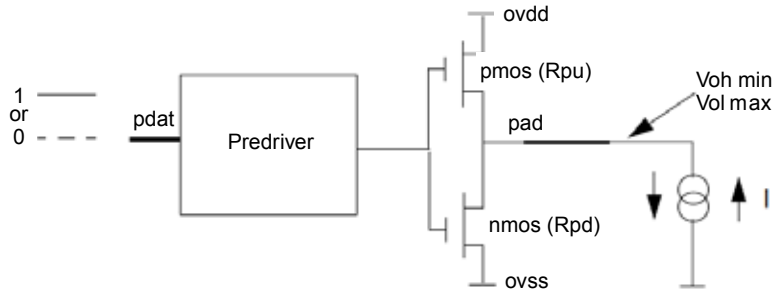 ovdd
pmos (Rpu)
Voh min
Vol max
1
or
0
pdat
Predriver
pad
nmos (Rpd)
I
ovss